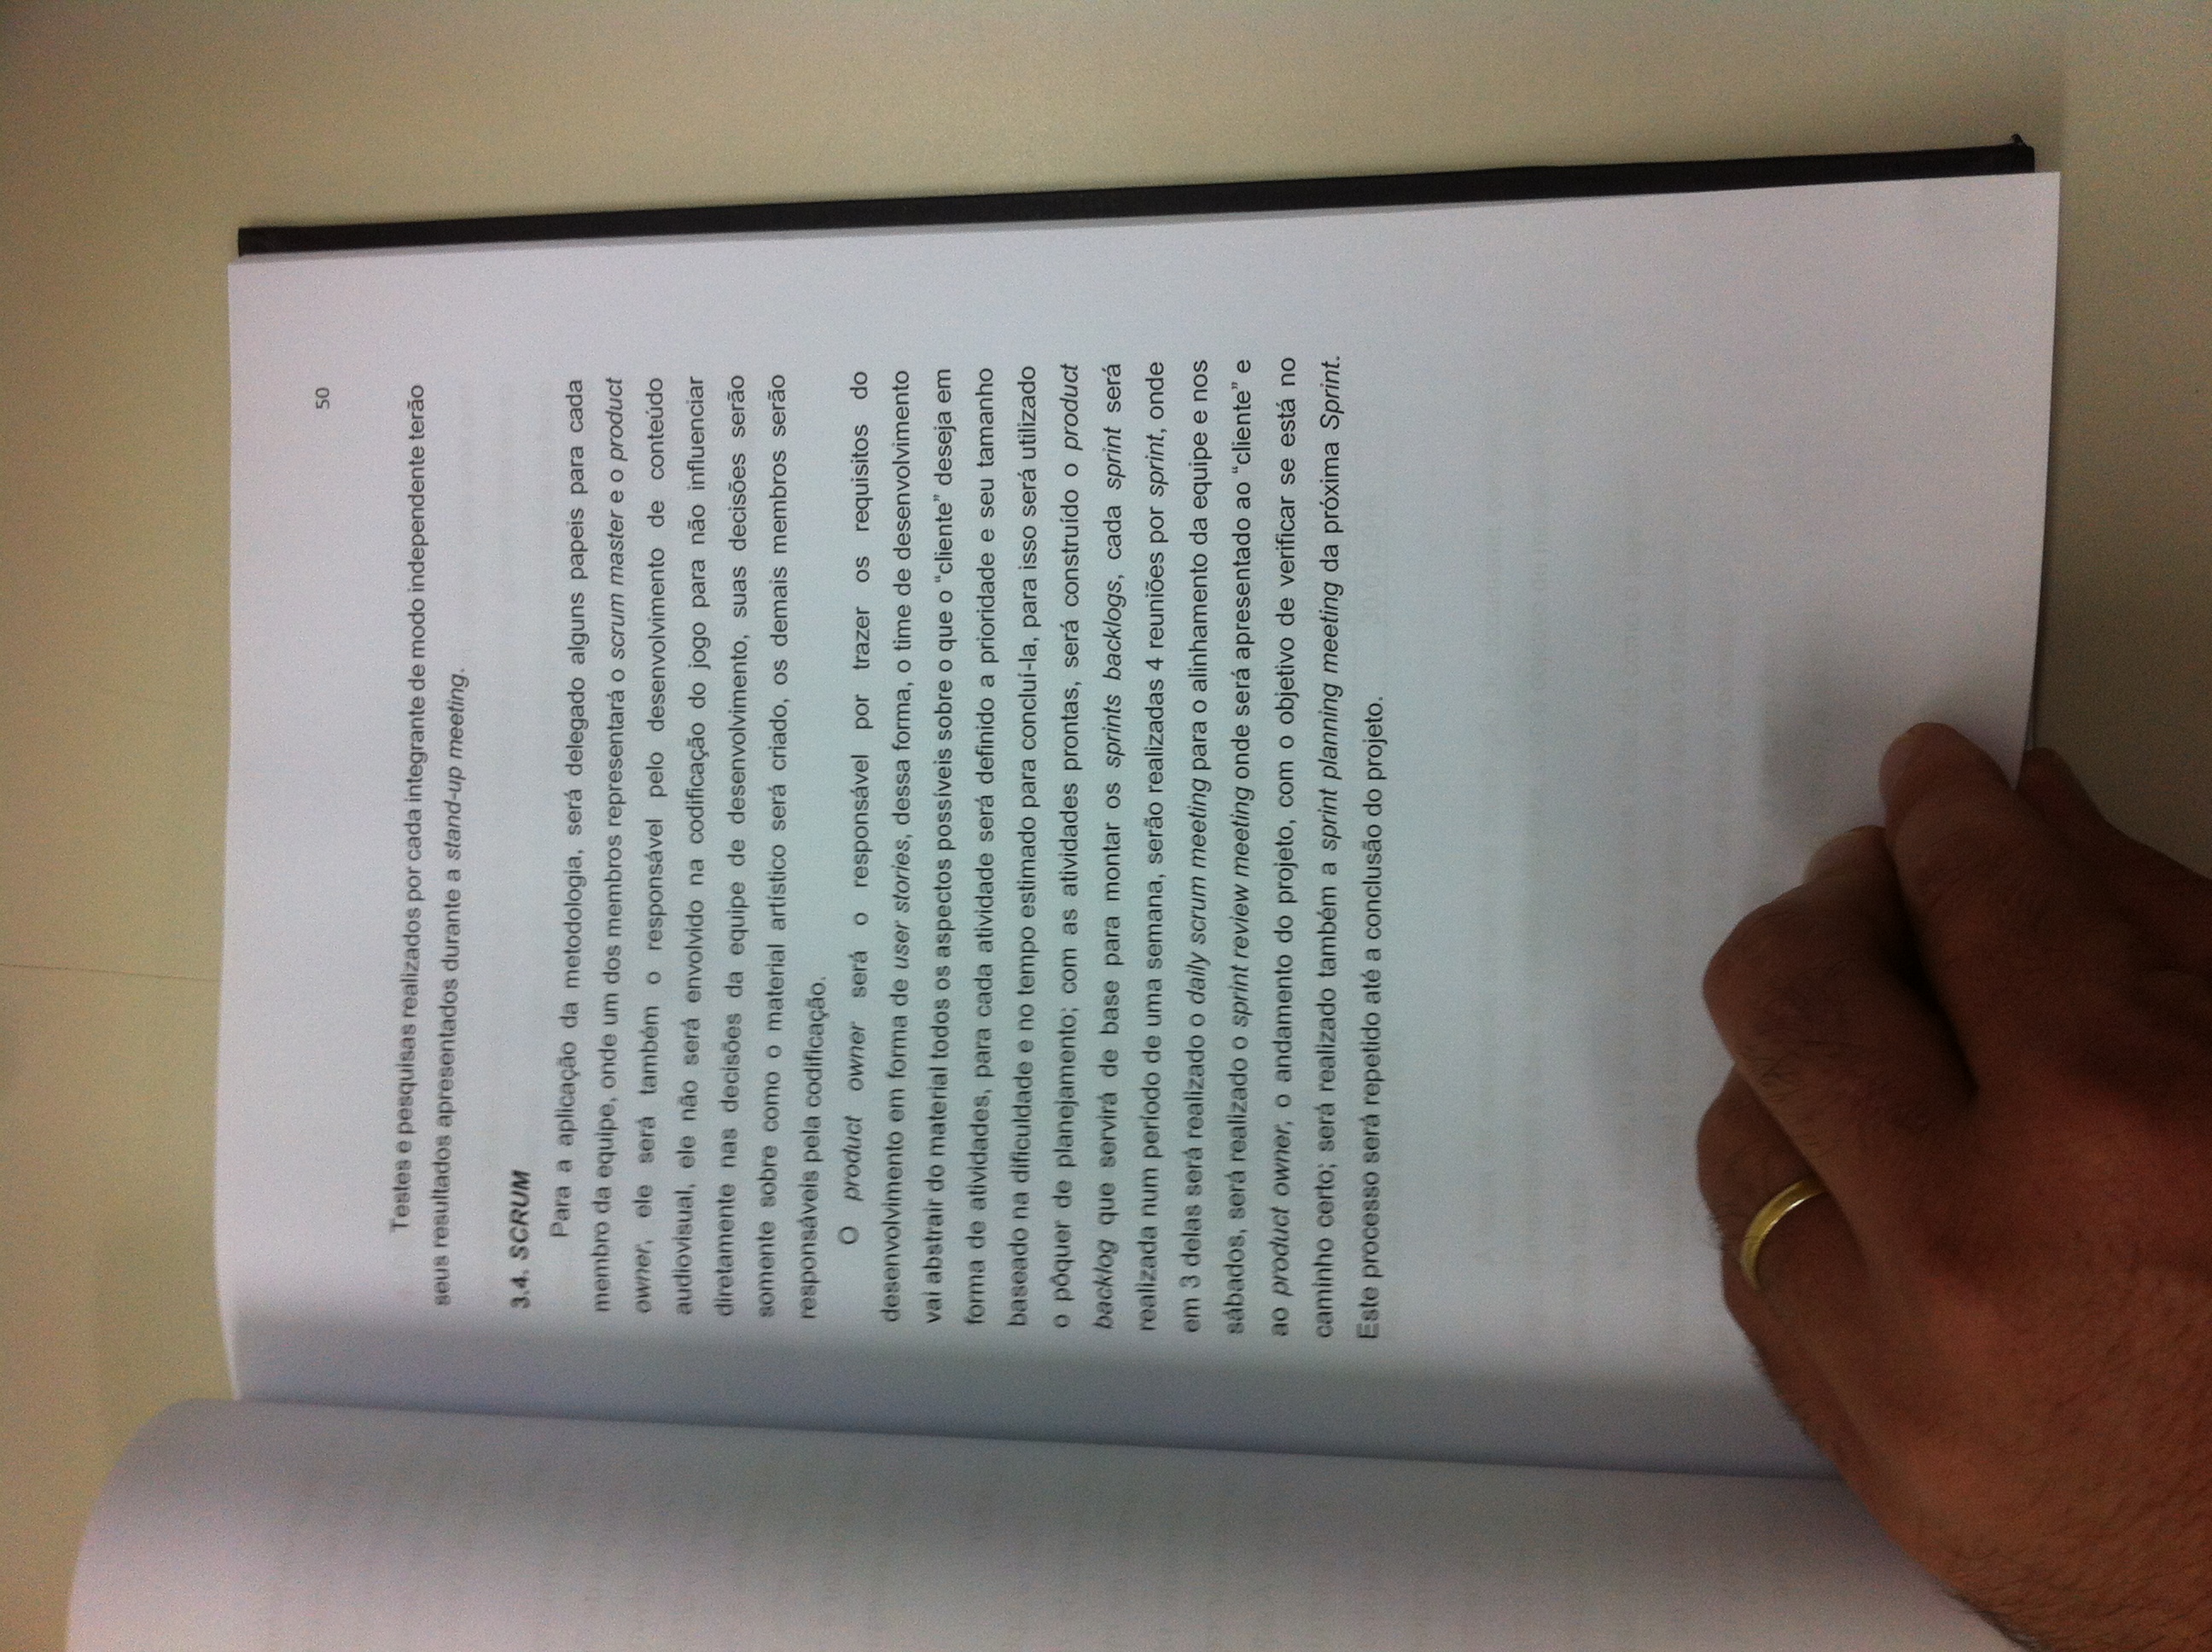 50
Testes e pesquisas realizados por cada integrante de modo independente terão
seus resultados apresentados durante a stand-up meeting.
3.4. SCRUM
Para a aplicação da metodologia, será delegado alguns papeis para cada
membro da equipe, onde um dos membros representará o scrum master e o product
owner, ele será também o responsável pelo desenvolvimento de conteúdo
audiovisual, ele não será envolvido na codificação do jogo para não influenciar
diretamente nas decisões da equipe de desenvolvimento, suas decisões serão
somente sobre como o material artístico será criado, os demais membros serão
responsáveis pela codificação.
O product owner será o responsável por trazer os requisitos do
desenvolvimento em forma de user stories, dessa forma, o time de desenvolvimento
vai abstrair do material todos os aspectos possíveis sobre o que o “cliente” deseja em
forma de atividades, para cada atividade será definido a prioridade e seu tamanho
baseado na dificuldade e no tempo estimado para concluí-la, para isso será utilizado
o pôquer de planejamento; com as atividades prontas, será construído o product
backlog que servirá de base para montar os sprints backlogs, cada sprint será
realizada num período de uma semana, serão realizadas 4 reuniões por sprint, onde
em 3 delas será realizado o daily scrum meeting para o alinhamento da equipe e nos
sábados, será realizado o sprint review meeting onde será apresentado ao “cliente” e
ao product owner, o andamento do projeto, com o objetivo de verificar se está no
caminho certo; será realizado também a sprint planning meeting da próxima Sprint.
Este processo será repetido até a conclusão do projeto.